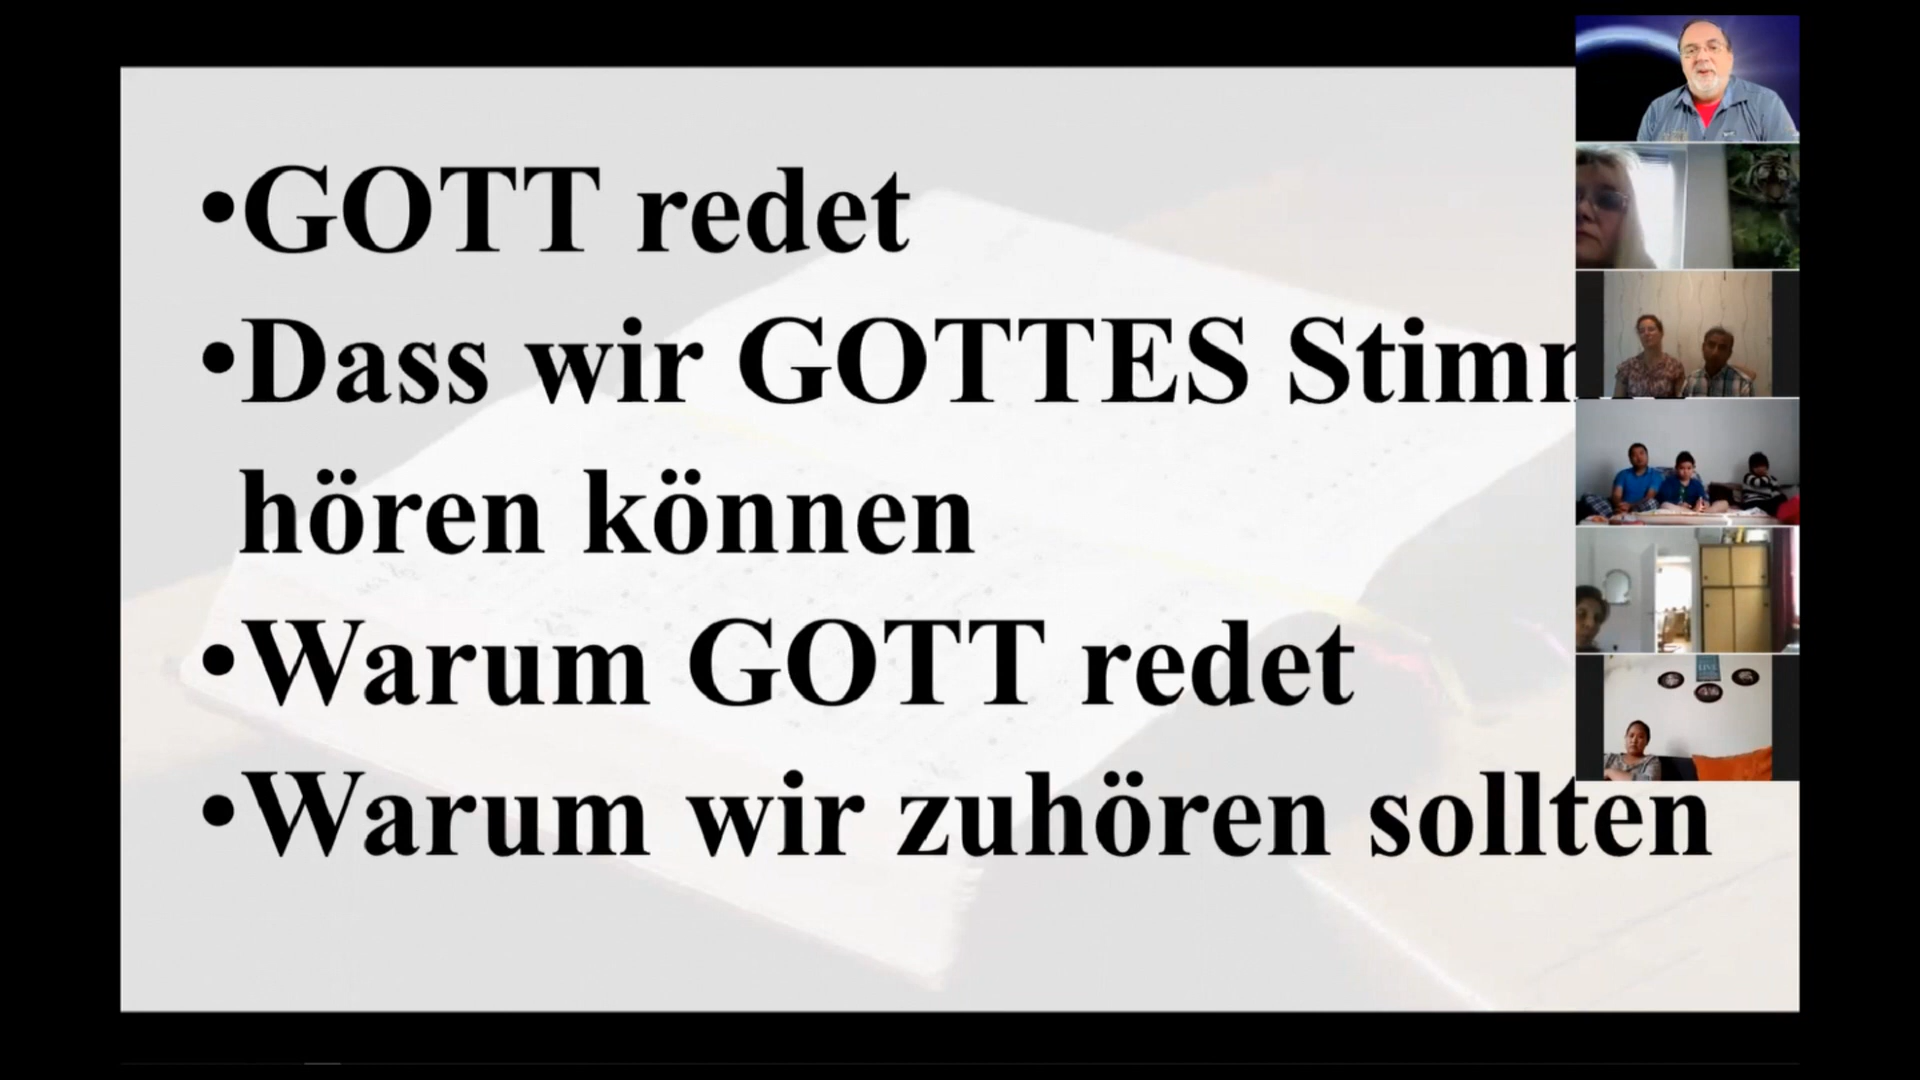 •GOTT redet
•Dass wir GOTTES
hören können
•Warum GOTT redet
•Warum wir zuhören sollten